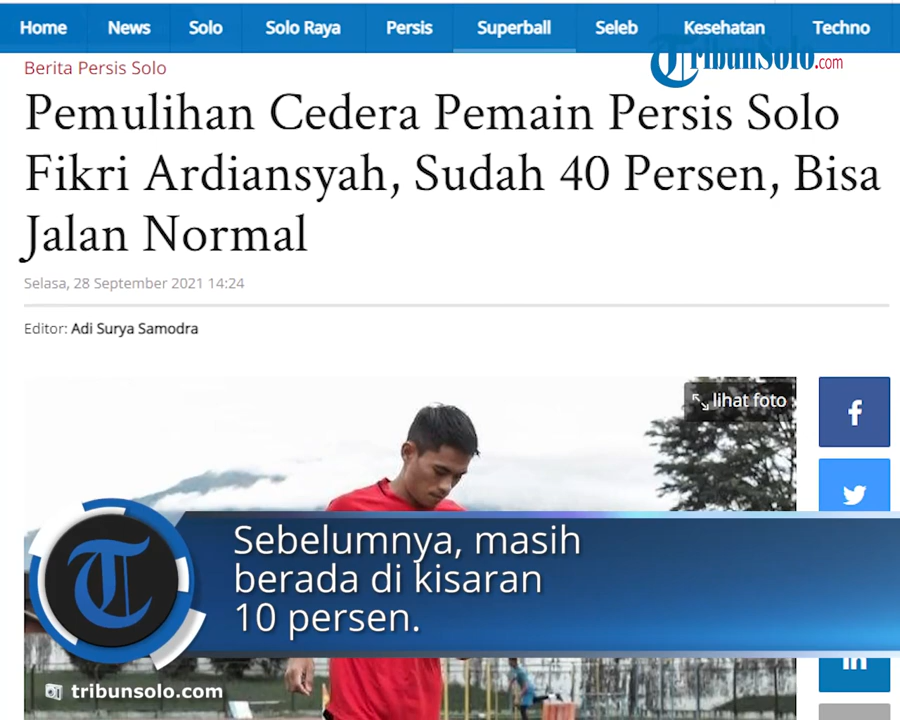 Home News Solo Solo Raya Persis Superball Seleb Kesehatan Techno
TribunSolo.com
Berita Persis Solo
Pemulihan Cedera Pemain Persis Solo
Fikri Ardiansyah, Sudah 40 Persen, Bisa
Jalan Normal
Selasa, 28 September 2021 14:24
Editor: Adi Surya Samodra
lihat foto
f
Sebelumnya, masih
berada di kisaran
10 persen.
T
in
tribunsolo.com